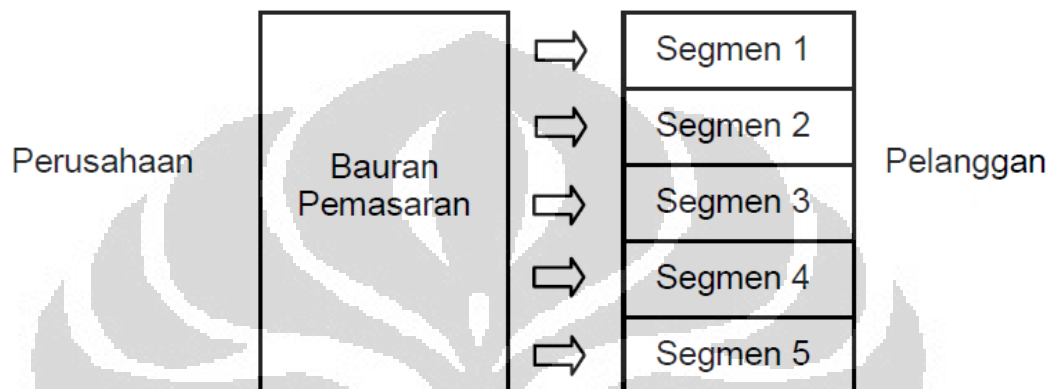 Perusahaan
Bauran
Pemasaran
Segmen 1
Segmen 2
Segmen 3
Segmen 4
Segmen 5
Pelanggan